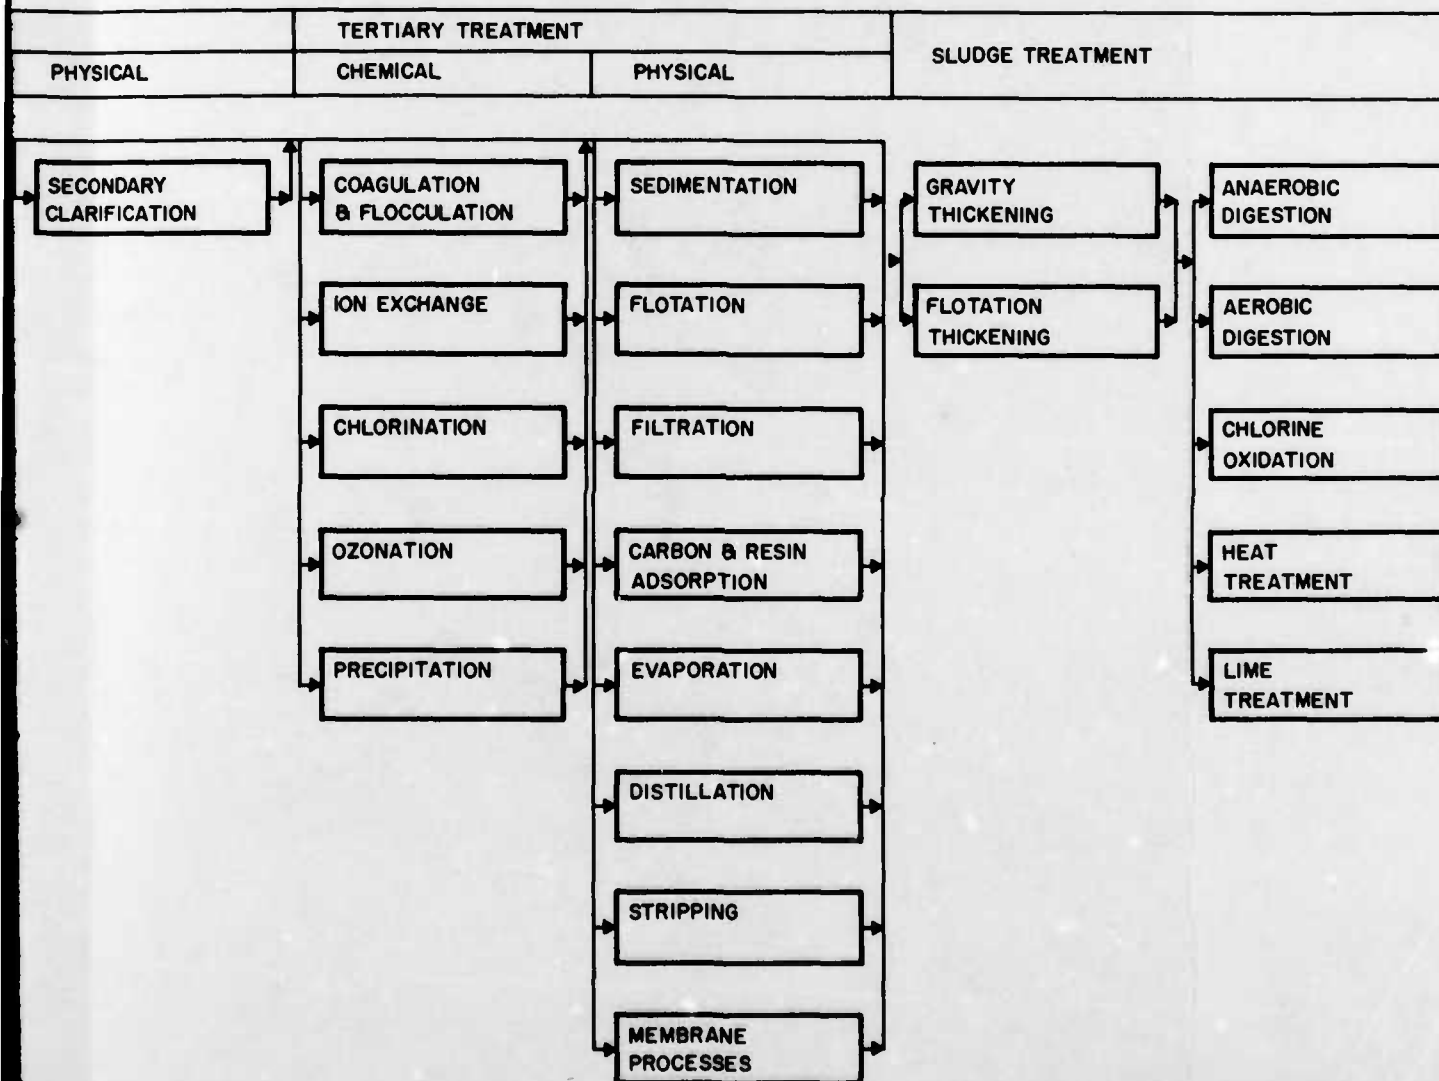 TERTIARY TREATMENT
SLUDGE TREATMENT
PHYSICAL
CHEMICAL
PHYSICAL
SECONDARY
CLARIFICATION
COAGULATION
& FLOCCULATION
ION EXCHANGE
CHLORINATION
OZONATION
PRECIPITATION
SEDIMENTATION
FLOTATION
FILTRATION
CARBON & RESIN
ADSORPTION
EVAPORATION
DISTILLATION
STRIPPING
MEMBRANE
PROCESSES
GRAVITY
THICKENING
FLOTATION
THICKENING
ANAEROBIC
DIGESTION
AEROBIC
DIGESTION
CHLORINE
OXIDATION
HEAT
TREATMENT
LIME
TREATMENT